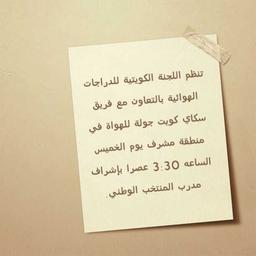 تنظم اللجنة الكويتية للدراجات
الهوائية بالتعاون مع فريق
سكاي كويت جولة للهواة في
منطقة مشرف يوم الخميس
الساعه 3:30 عصرا بإشراف
مدرب المنتخب الوطني